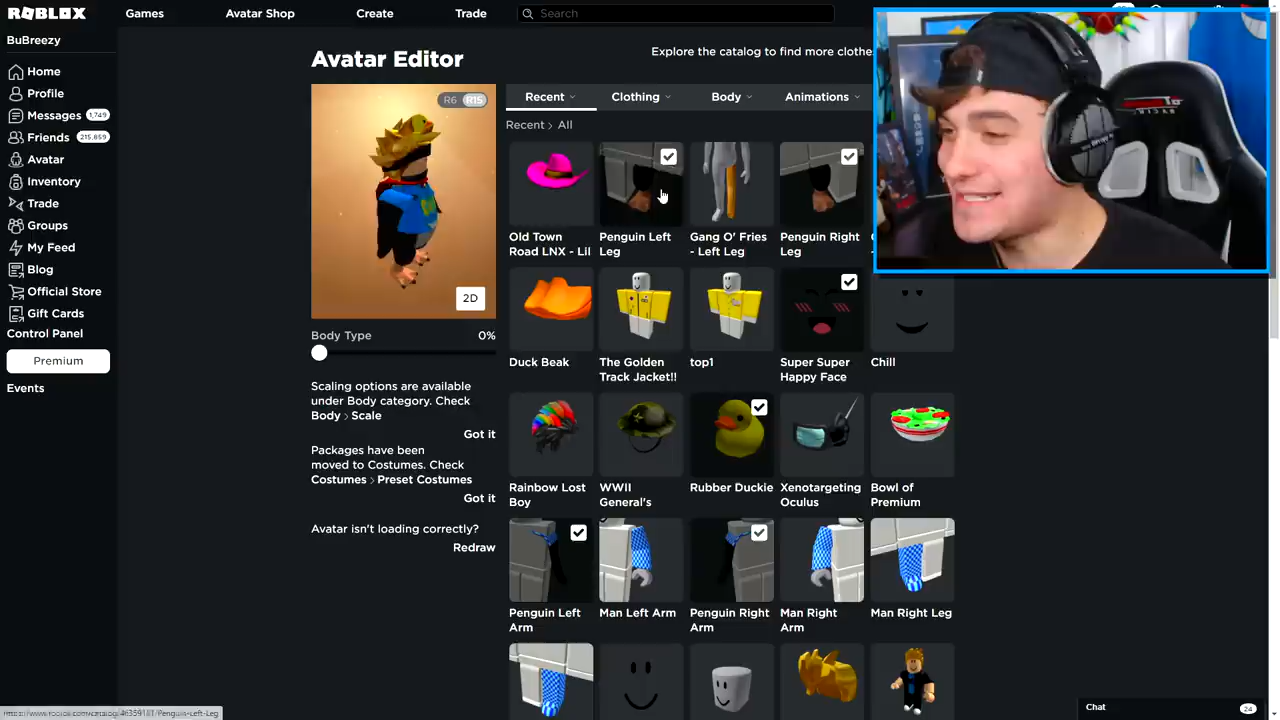 ROBLOX
Games
Avatar Shop
Create
Trade
Search
BuBreezy
Home
Profile
Messages
1,749
Friends
215,859
Avatar
Inventory
Trade
Groups
My Feed
Blog
Official Store
Gift Cards
Control Panel
Premium
Events
Avatar Editor
Explore the catalog to find more clothe
R6 R15
2D
Body Type
0%
Scaling options are available
under Body category. Check
Body > Scale
Got it
Packages have been
moved to Costumes. Check
Costumes > Preset Costumes
Got it
Avatar isn't loading correctly?
Redraw
Recent
Clothing
Body
Animations
Recent > All
Old Town
Road LNX - Lil
Penguin Left
Leg
Gang O' Fries
- Left Leg
Penguin Right
Leg
Duck Beak
The Golden
Track Jacket!!
top1
Super Super
Happy Face
Chill
Rainbow Lost
Boy
WWII
General's
Rubber Duckie
Xenotargeting
Oculus
Bowl of
Premium
Penguin Left
Arm
Man Left Arm
Penguin Right
Arm
Man Right
Arm
Man Right Leg
Chat
24